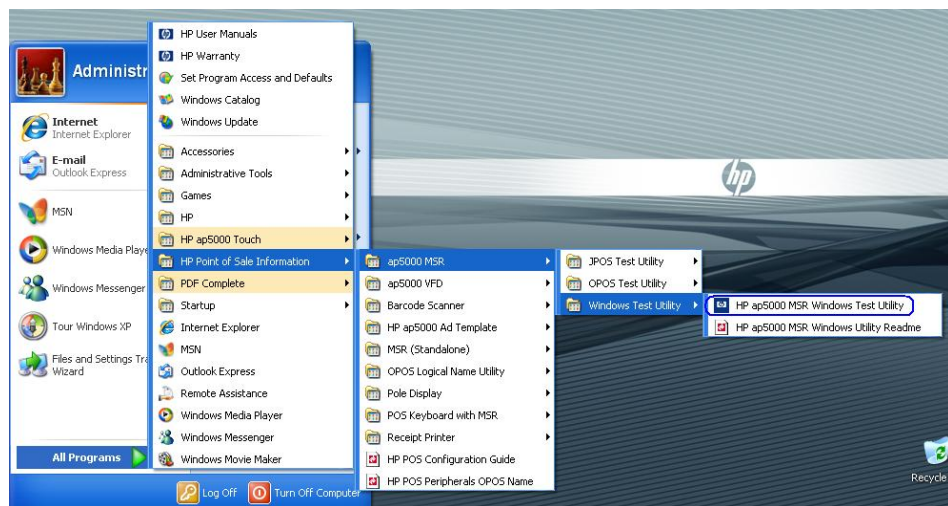 Administr
Internet
Internet Explorer
E-mail
Outlook Express
MSN
Windows Media Playe
Windows Messenger
Tour Windows XP
Files and Settings Tra
Wizard
All Programs
Log Off
Turn Off Computer
HP User Manuals
HP Warranty
Set Program Access and Defaults
Windows Catalog
Windows Update
Accessories
Administrative Tools
Games
HP
HP ap5000 Touch
HP Point of Sale Information
PDF Complete
Startup
Internet Explorer
MSN
Outlook Express
Remote Assistance
Windows Media Player
Windows Messenger
Windows Movie Maker
ap5000 MSR
ap5000 VFD
Barcode Scanner
HP ap5000 Ad Template
MSR (Standalone)
OPOS Logical Name Utility
Pole Display
POS Keyboard with MSR
Receipt Printer
HP POS Configuration Guide
HP POS Peripherals OPOS Name
JPOS Test Utility
OPOS Test Utility
Windows Test Utility
HP ap5000 MSR Windows Test Utility
HP ap5000 MSR Windows Utility Readme
hp
Recycle